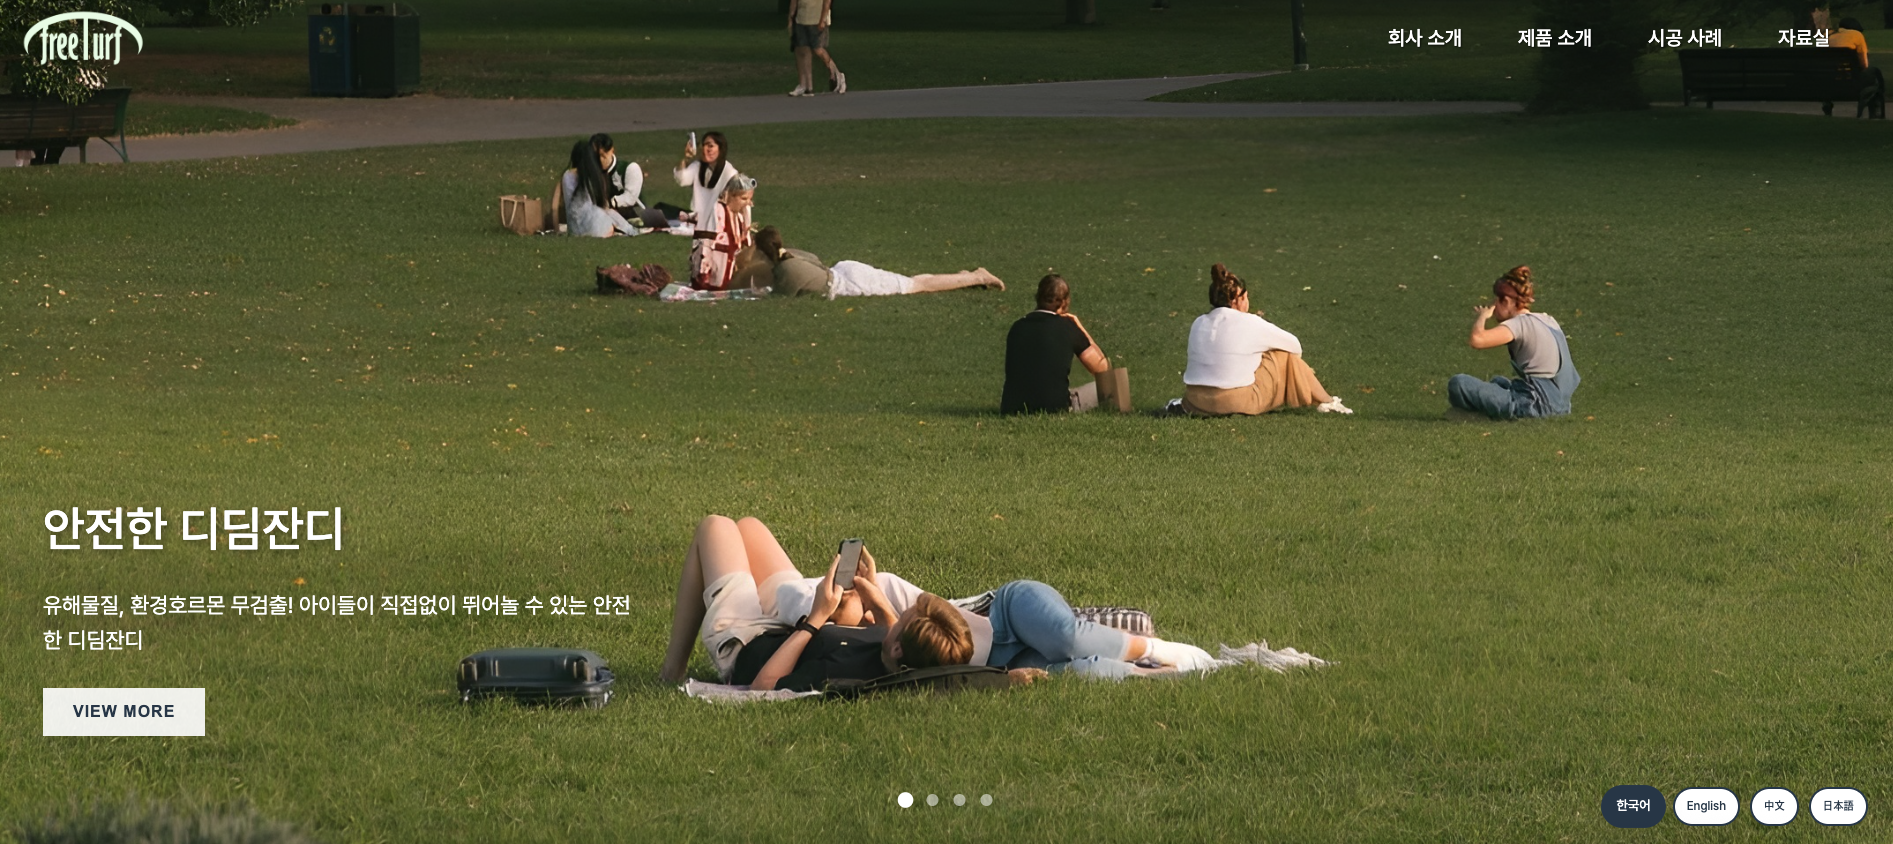 freeTurf
회사 소개
제품 소개
시공 사례
자료실
안전한 디딤잔디
유해물질, 환경호르몬 무검출! 아이들이 직접없이 뛰어놀 수 있는 안전
한 디딤잔디
VIEW MORE
한국어
English
中文
日本語